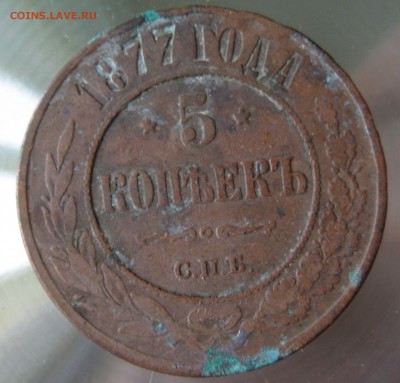 COINS.LAVE.RU
1877 ГОДА
5
КОПѢЕКЪ
С.П.Б.